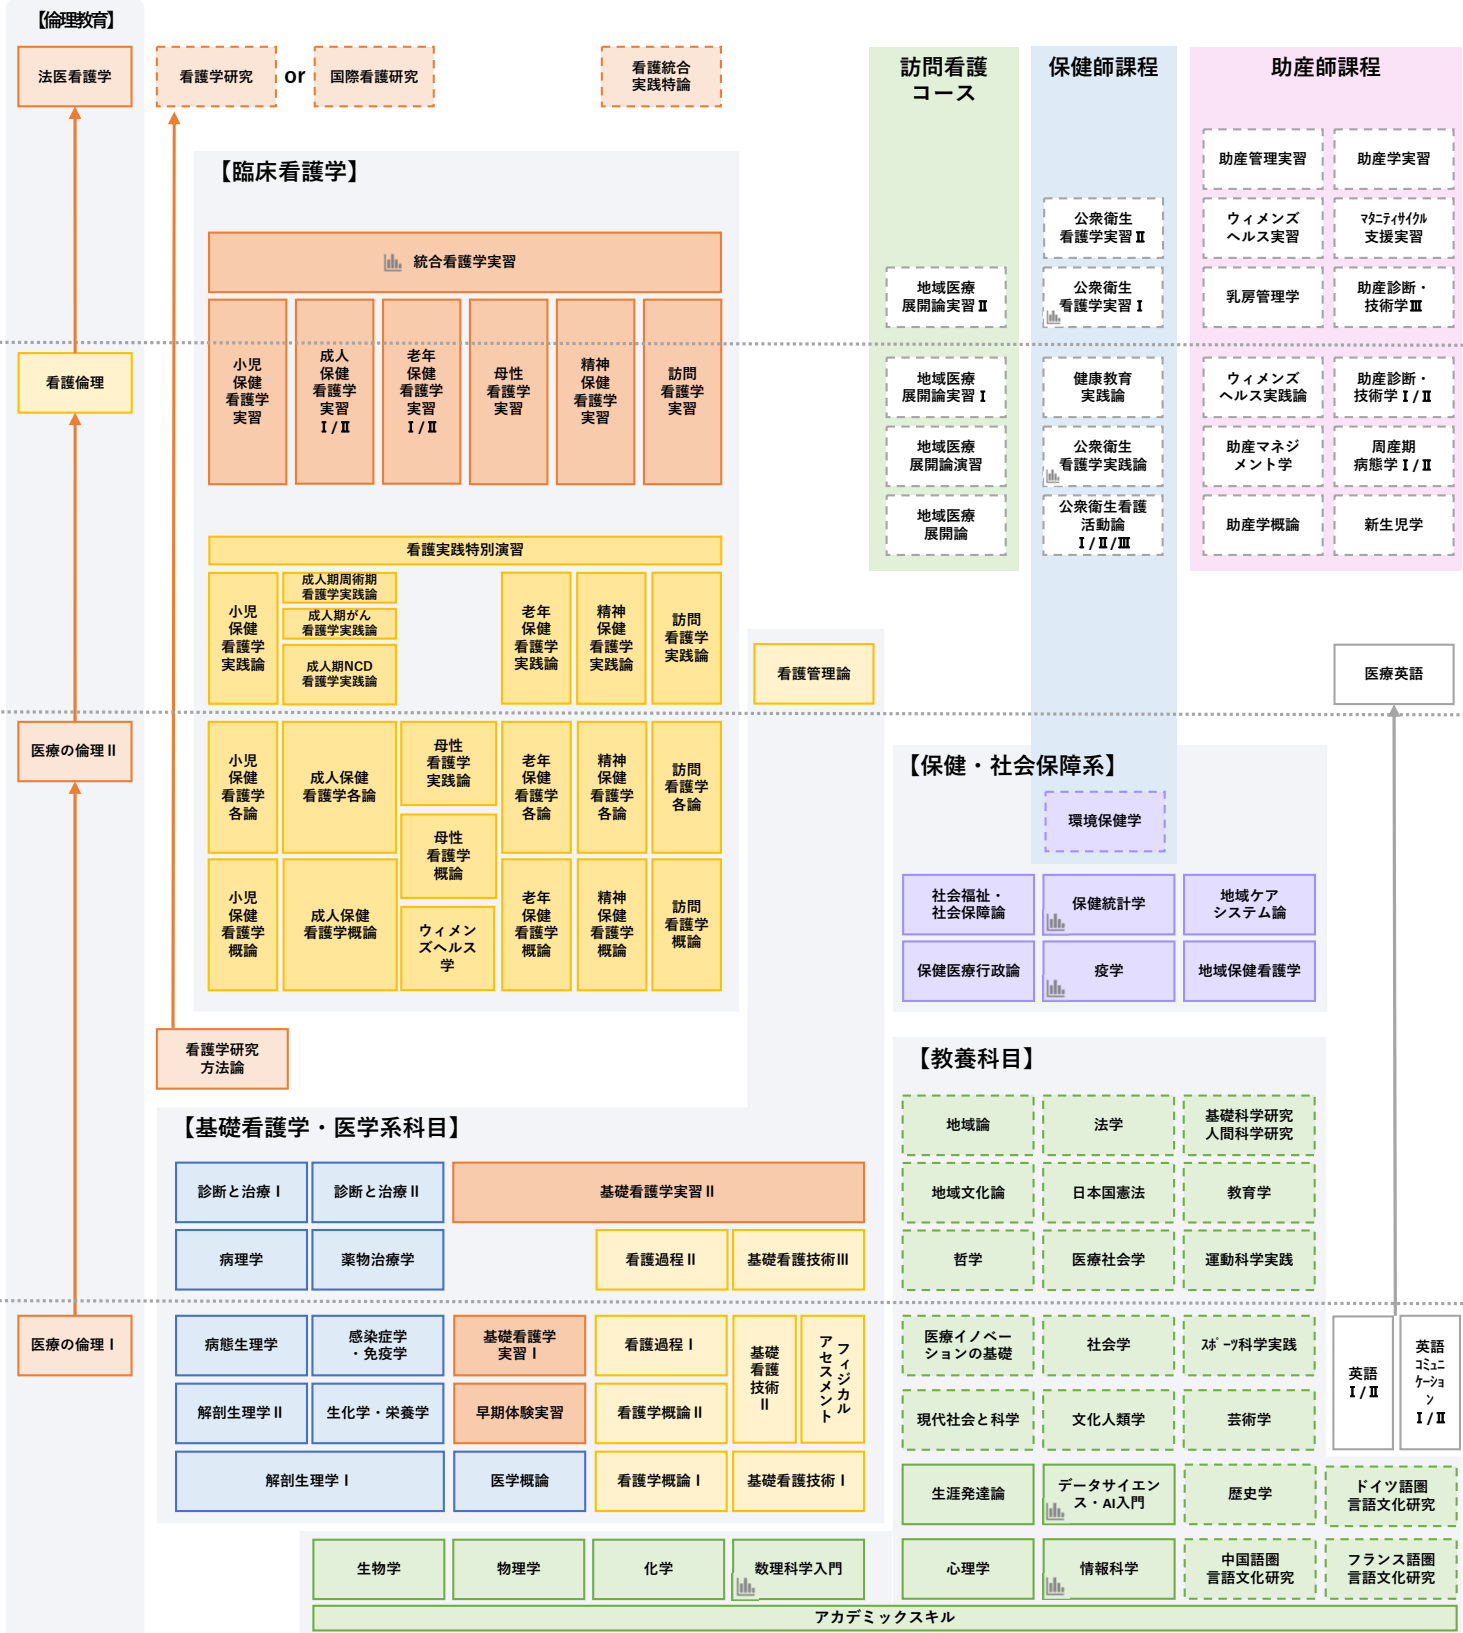 【倫理教育】
法医看護学
看護倫理
医療の倫理Ⅱ
医療の倫理Ⅰ
看護学研究
or
国際看護研究
看護統合
実践特論
【臨床看護学】
統合看護学実習
小児
保健
看護学
実習
成人
保健
看護学
実習
Ⅰ/Ⅱ
老年
保健
看護学
実習
Ⅰ/Ⅱ
母性
看護学
実習
精神
保健
看護学
実習
訪問
看護学
実習
看護実践特別演習
小児
保健
看護学
実践論
成人期周術期
看護学実践論
成人期がん
看護学実践論
成人期NCD
看護学実践論
老年
保健
看護学
実践論
精神
保健
看護学
実践論
訪問
看護学
実践論
看護管理論
小児
保健
看護学
各論
成人保健
看護学各論
母性
看護学
実践論
母性
看護学
概論
老年
保健
看護学
各論
精神
保健
看護学
各論
訪問
看護学
各論
小児
保健
看護学
概論
成人保健
看護学概論
ウィメン
ズヘルス
学
老年
保健
看護学
概論
精神
保健
看護学
概論
訪問
看護学
概論
看護学研究
方法論
訪問看護
コース
地域医療
展開論実習Ⅱ
地域医療
展開論実習Ⅰ
地域医療
展開論演習
地域医療
展開論
保健師課程
公衆衛生
看護学実習Ⅱ
公衆衛生
看護学実習Ⅰ
健康教育
実践論
公衆衛生
看護学実践論
公衆衛生看護
活動論
Ⅰ/Ⅱ/Ⅲ
助産師課程
助産管理実習
助産学実習
ウィメンズ
ヘルス実習
ﾏﾀﾆﾃｨｻｲｸﾙ
支援実習
乳房管理学
助産診断・
技術学Ⅲ
ウィメンズ
ヘルス実践論
助産診断・
技術学Ⅰ/Ⅱ
助産マネジ
メント学
周産期
病態学Ⅰ/Ⅱ
助産学概論
新生児学
医療英語
【保健・社会保障系】
環境保健学
社会福祉・
社会保障論
保健統計学
地域ケア
システム論
保健医療行政論
疫学
地域保健看護学
【基礎看護学・医学系科目】
診断と治療Ⅰ
診断と治療Ⅱ
基礎看護学実習Ⅱ
病理学
薬物治療学
看護過程Ⅱ
基礎看護技術Ⅲ
病態生理学
感染症学
・免疫学
基礎看護学
実習Ⅰ
看護過程Ⅰ
基礎
看護
技術
Ⅱ
フィジカル
アセスメント
解剖生理学Ⅱ
生化学・栄養学
早期体験実習
看護学概論Ⅱ
解剖生理学Ⅰ
医学概論
看護学概論Ⅰ
基礎看護技術Ⅰ
【教養科目】
地域論
法学
基礎科学研究
人間科学研究
地域文化論
日本国憲法
教育学
哲学
医療社会学
運動科学実践
医療イノベー
ションの基礎
社会学
ｽﾎﾟｰﾂ科学実践
英語
Ⅰ/Ⅱ
英語
ｺﾐｭﾆ
ｹｰｼｮ
ﾝ
Ⅰ/Ⅱ
現代社会と科学
文化人類学
芸術学
生涯発達論
データサイエン
ス・AI入門
歴史学
ドイツ語圏
言語文化研究
生物学
物理学
化学
数理科学入門
心理学
情報科学
中国語圏
言語文化研究
フランス語圏
言語文化研究
アカデミックスキル